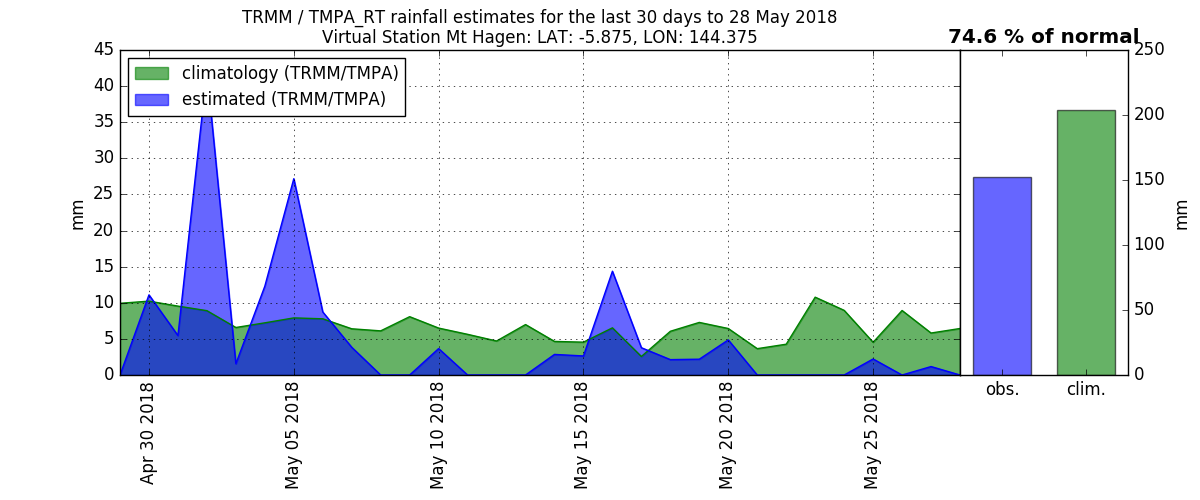 TRMM / TMPA_RT rainfall estimates for the last 30 days to 28 May 2018
Virtual Station Mt Hagen: LAT: -5.875, LON: 144.375
74.6 % of normal
climatology (TRMM/TMPA)
estimated (TRMM/TMPA)
45
40
35
30
25
20
15
10
5
0
mm
Apr 30 2018
May 05 2018
May 10 2018
May 15 2018
May 20 2018
May 25 2018
250
200
150
100
50
0
mm
obs.
clim.